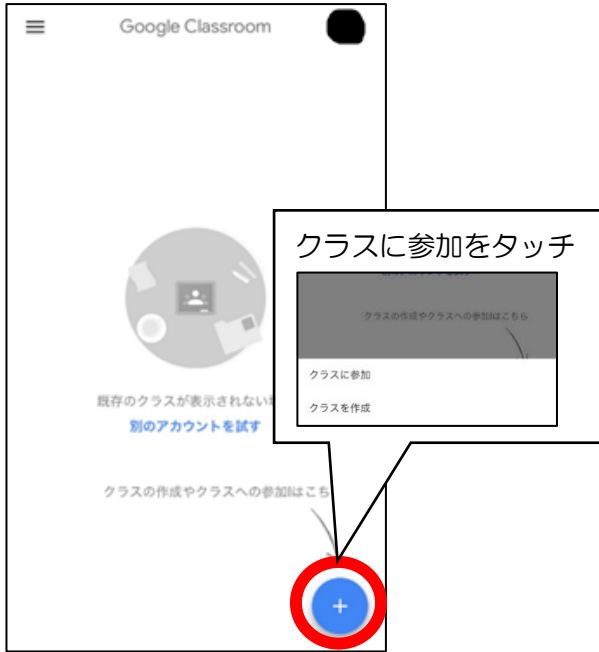 Google Classroom
クラスに参加をタッチ
クラスの作成やクラスへの参加はこちら
クラスに参加
クラスを作成
既存のクラスが表示されない
別のアカウントを試す
クラスの作成やクラスへの参加はこち
+